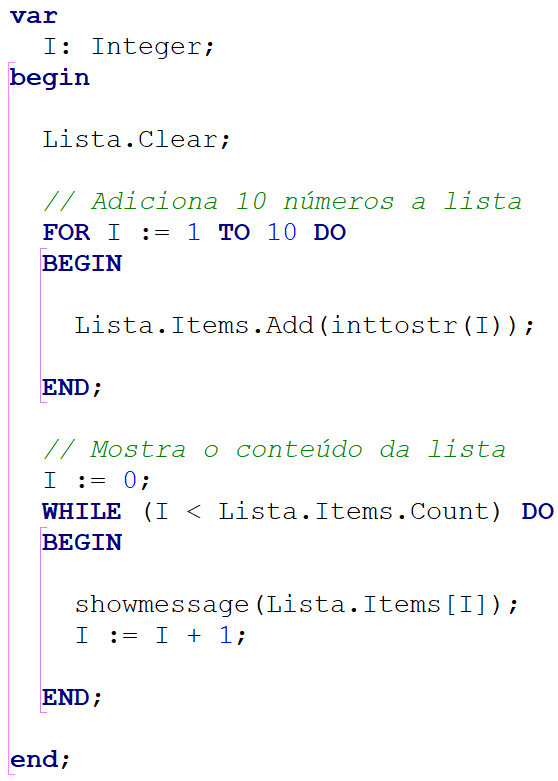 var
  I: Integer;
begin

  Lista.Clear;

  // Adiciona 10 números a lista
  FOR I := 1 TO 10 DO
  BEGIN

    Lista.Items.Add(inttostr(I));

  END;

  // Mostra o conteúdo da lista
  I := 0;
  WHILE (I < Lista.Items.Count) DO
  BEGIN

    showmessage(Lista.Items[I]);
    I := I + 1;

  END;

end;